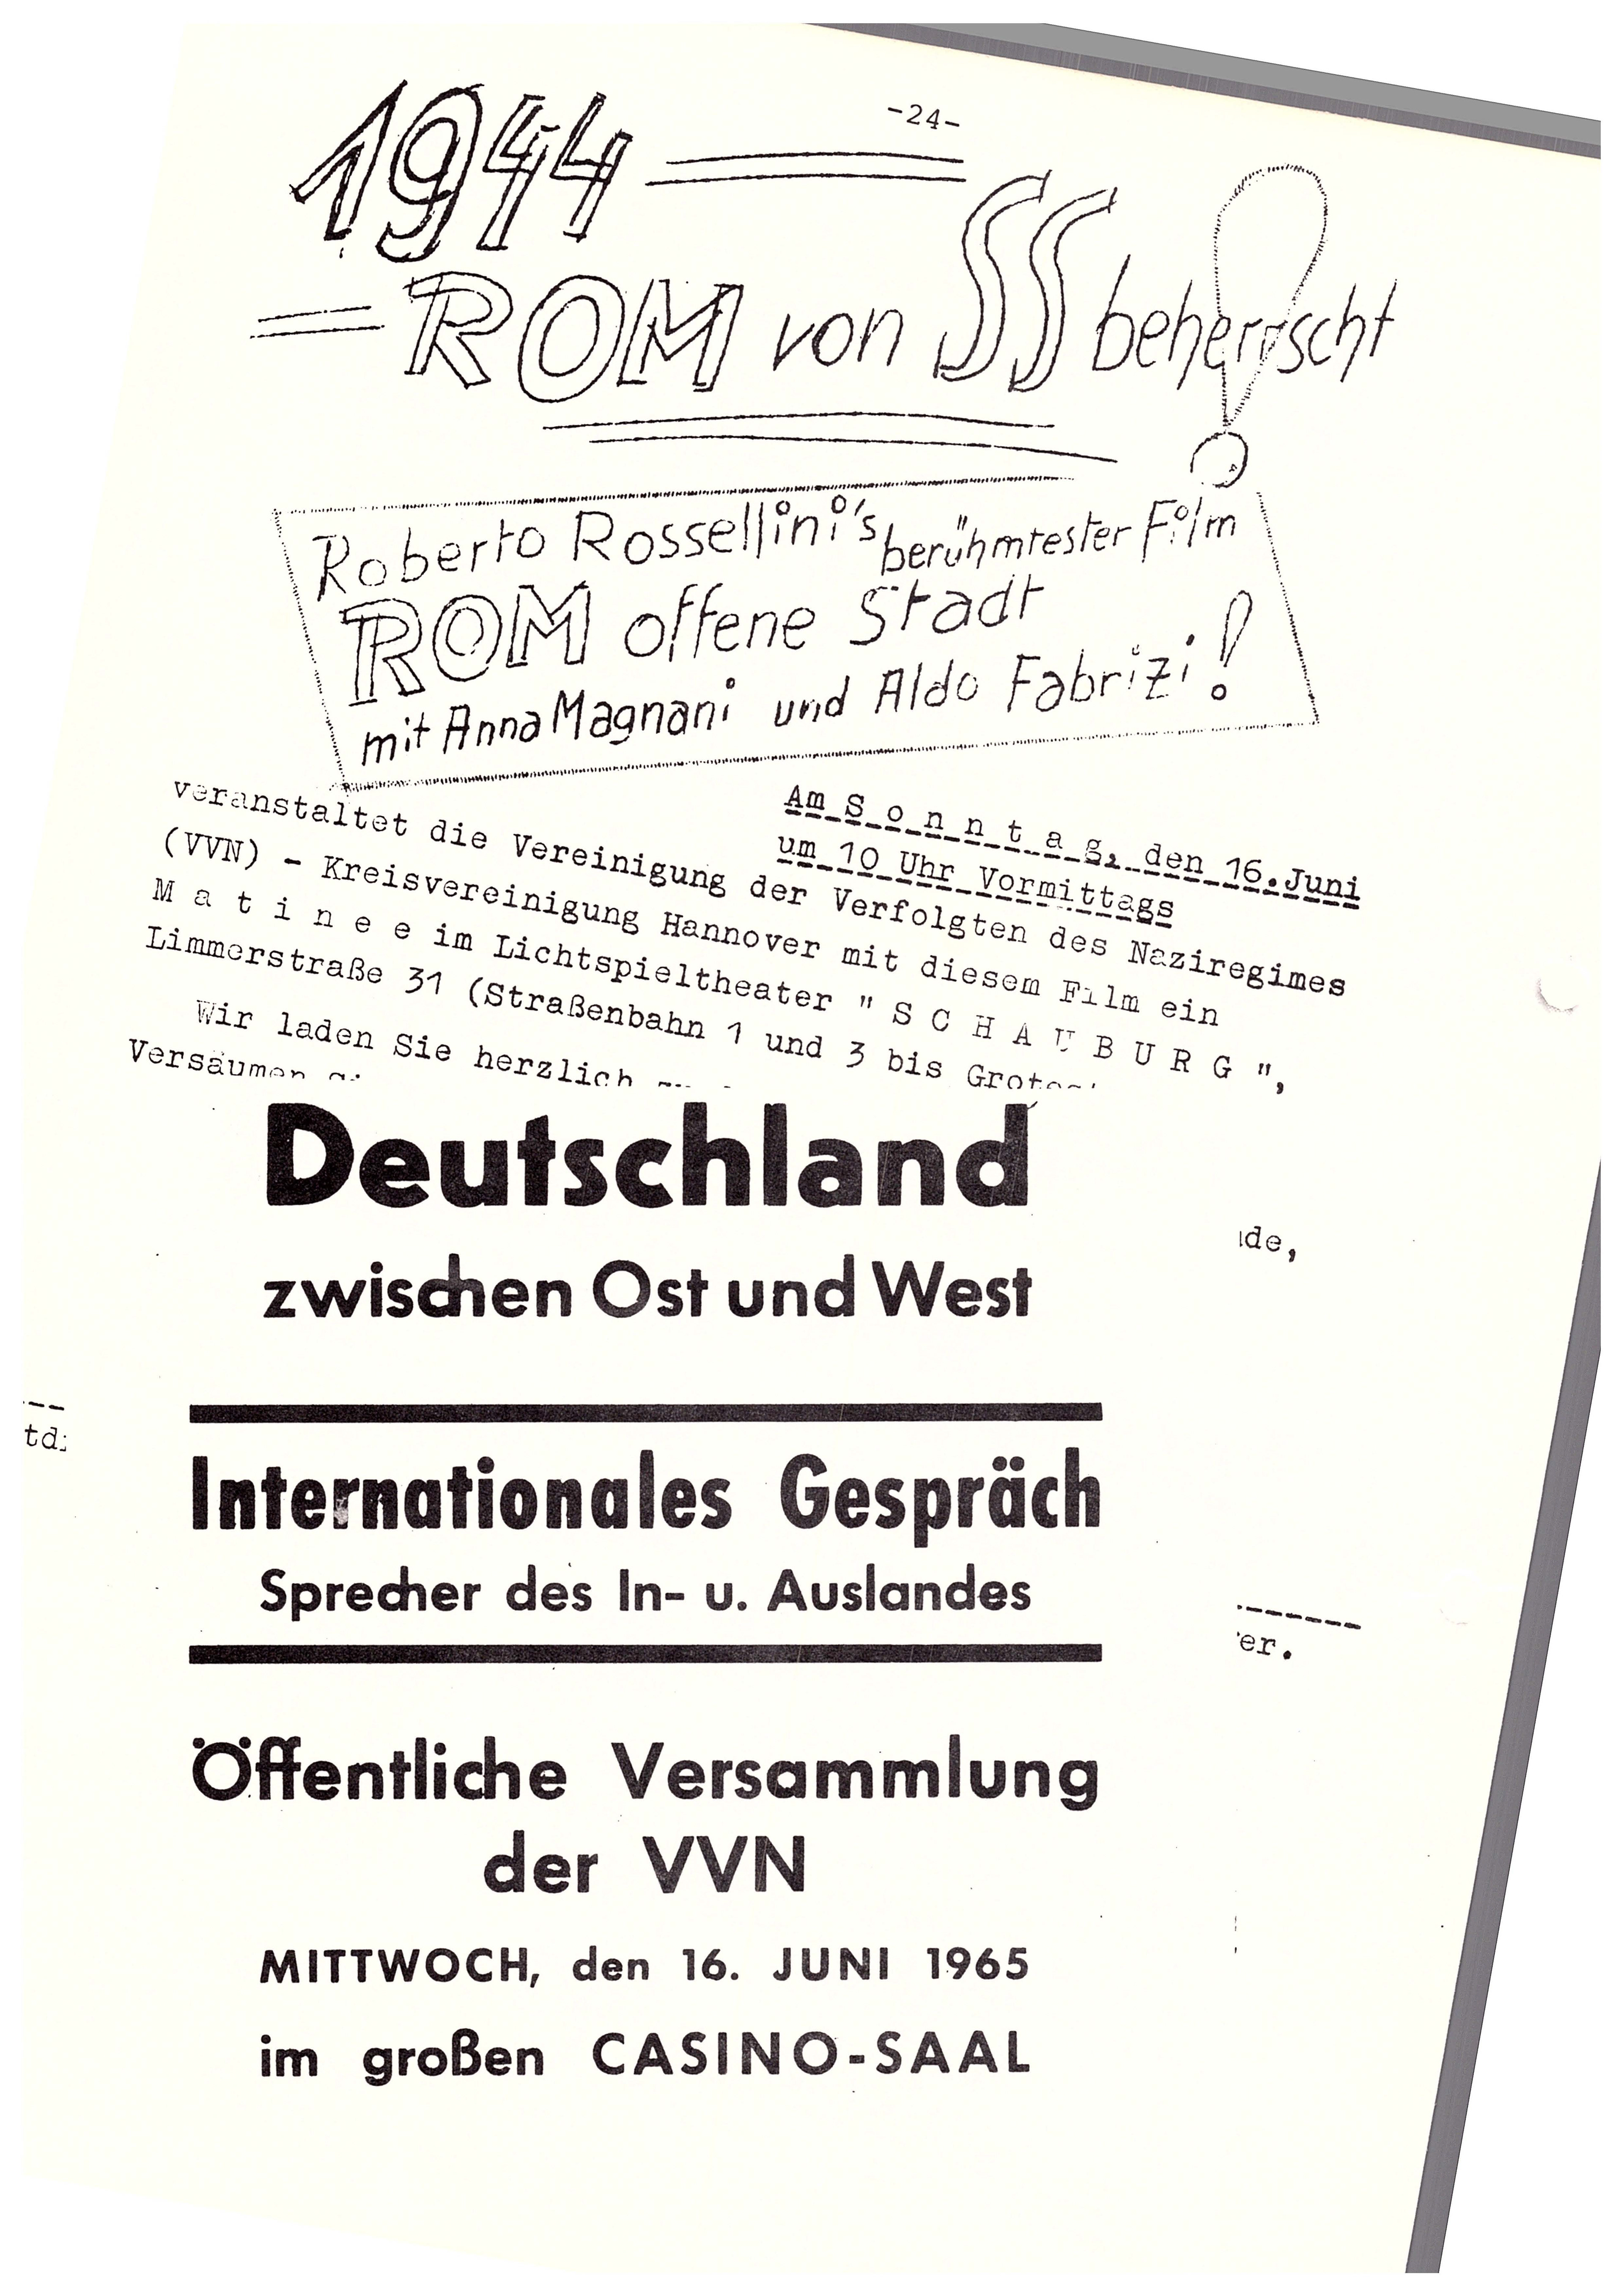 -24-
1944
ROM von SS beherrscht
Roberto Rossellini's berühmtester Film
ROM offene Stadt
mit Anna Magnani und Aldo Fabrizi!
Am S o n n t a g, den 16.Juni
um 10 Uhr Vormittags
veranstaltet die Vereinigung der Verfolgten des Naziregimes
(VVN) - Kreisvereinigung Hannover mit diesem Film ein
M a t i n e e im Lichtspieltheater " S C H A U B U R G ",
Limmerstraße 31 (Straßenbahn 1 und 3 bis
Wir laden Sie herzlich
Deutschland
zwischen Ost und West
Internationales Gespräch
Sprecher des In- u. Auslandes
Öffentliche Versammlung
der VVN
MITTWOCH, den 16. JUNI 1965
im großen CASINO-SAAL